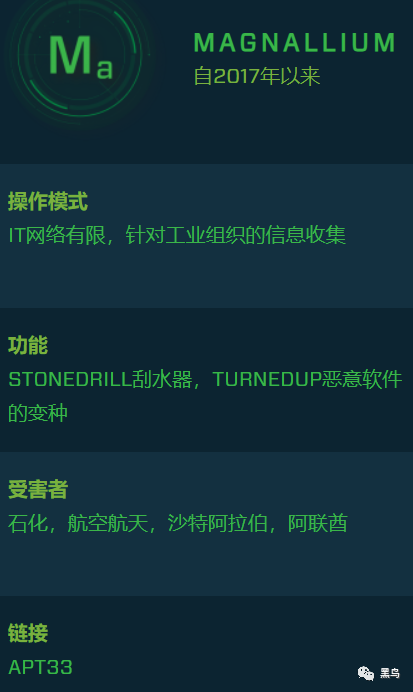 Ma
MAGNALLIUM
自2017年以来
操作模式
IT网络有限，针对工业组织的信息收集
功能
STONEDRILL刮水器，TURNEDUP恶意软件
的变种
受害者
石化，航空航天，沙特阿拉伯，阿联酋
链接
APT33
黑鸟